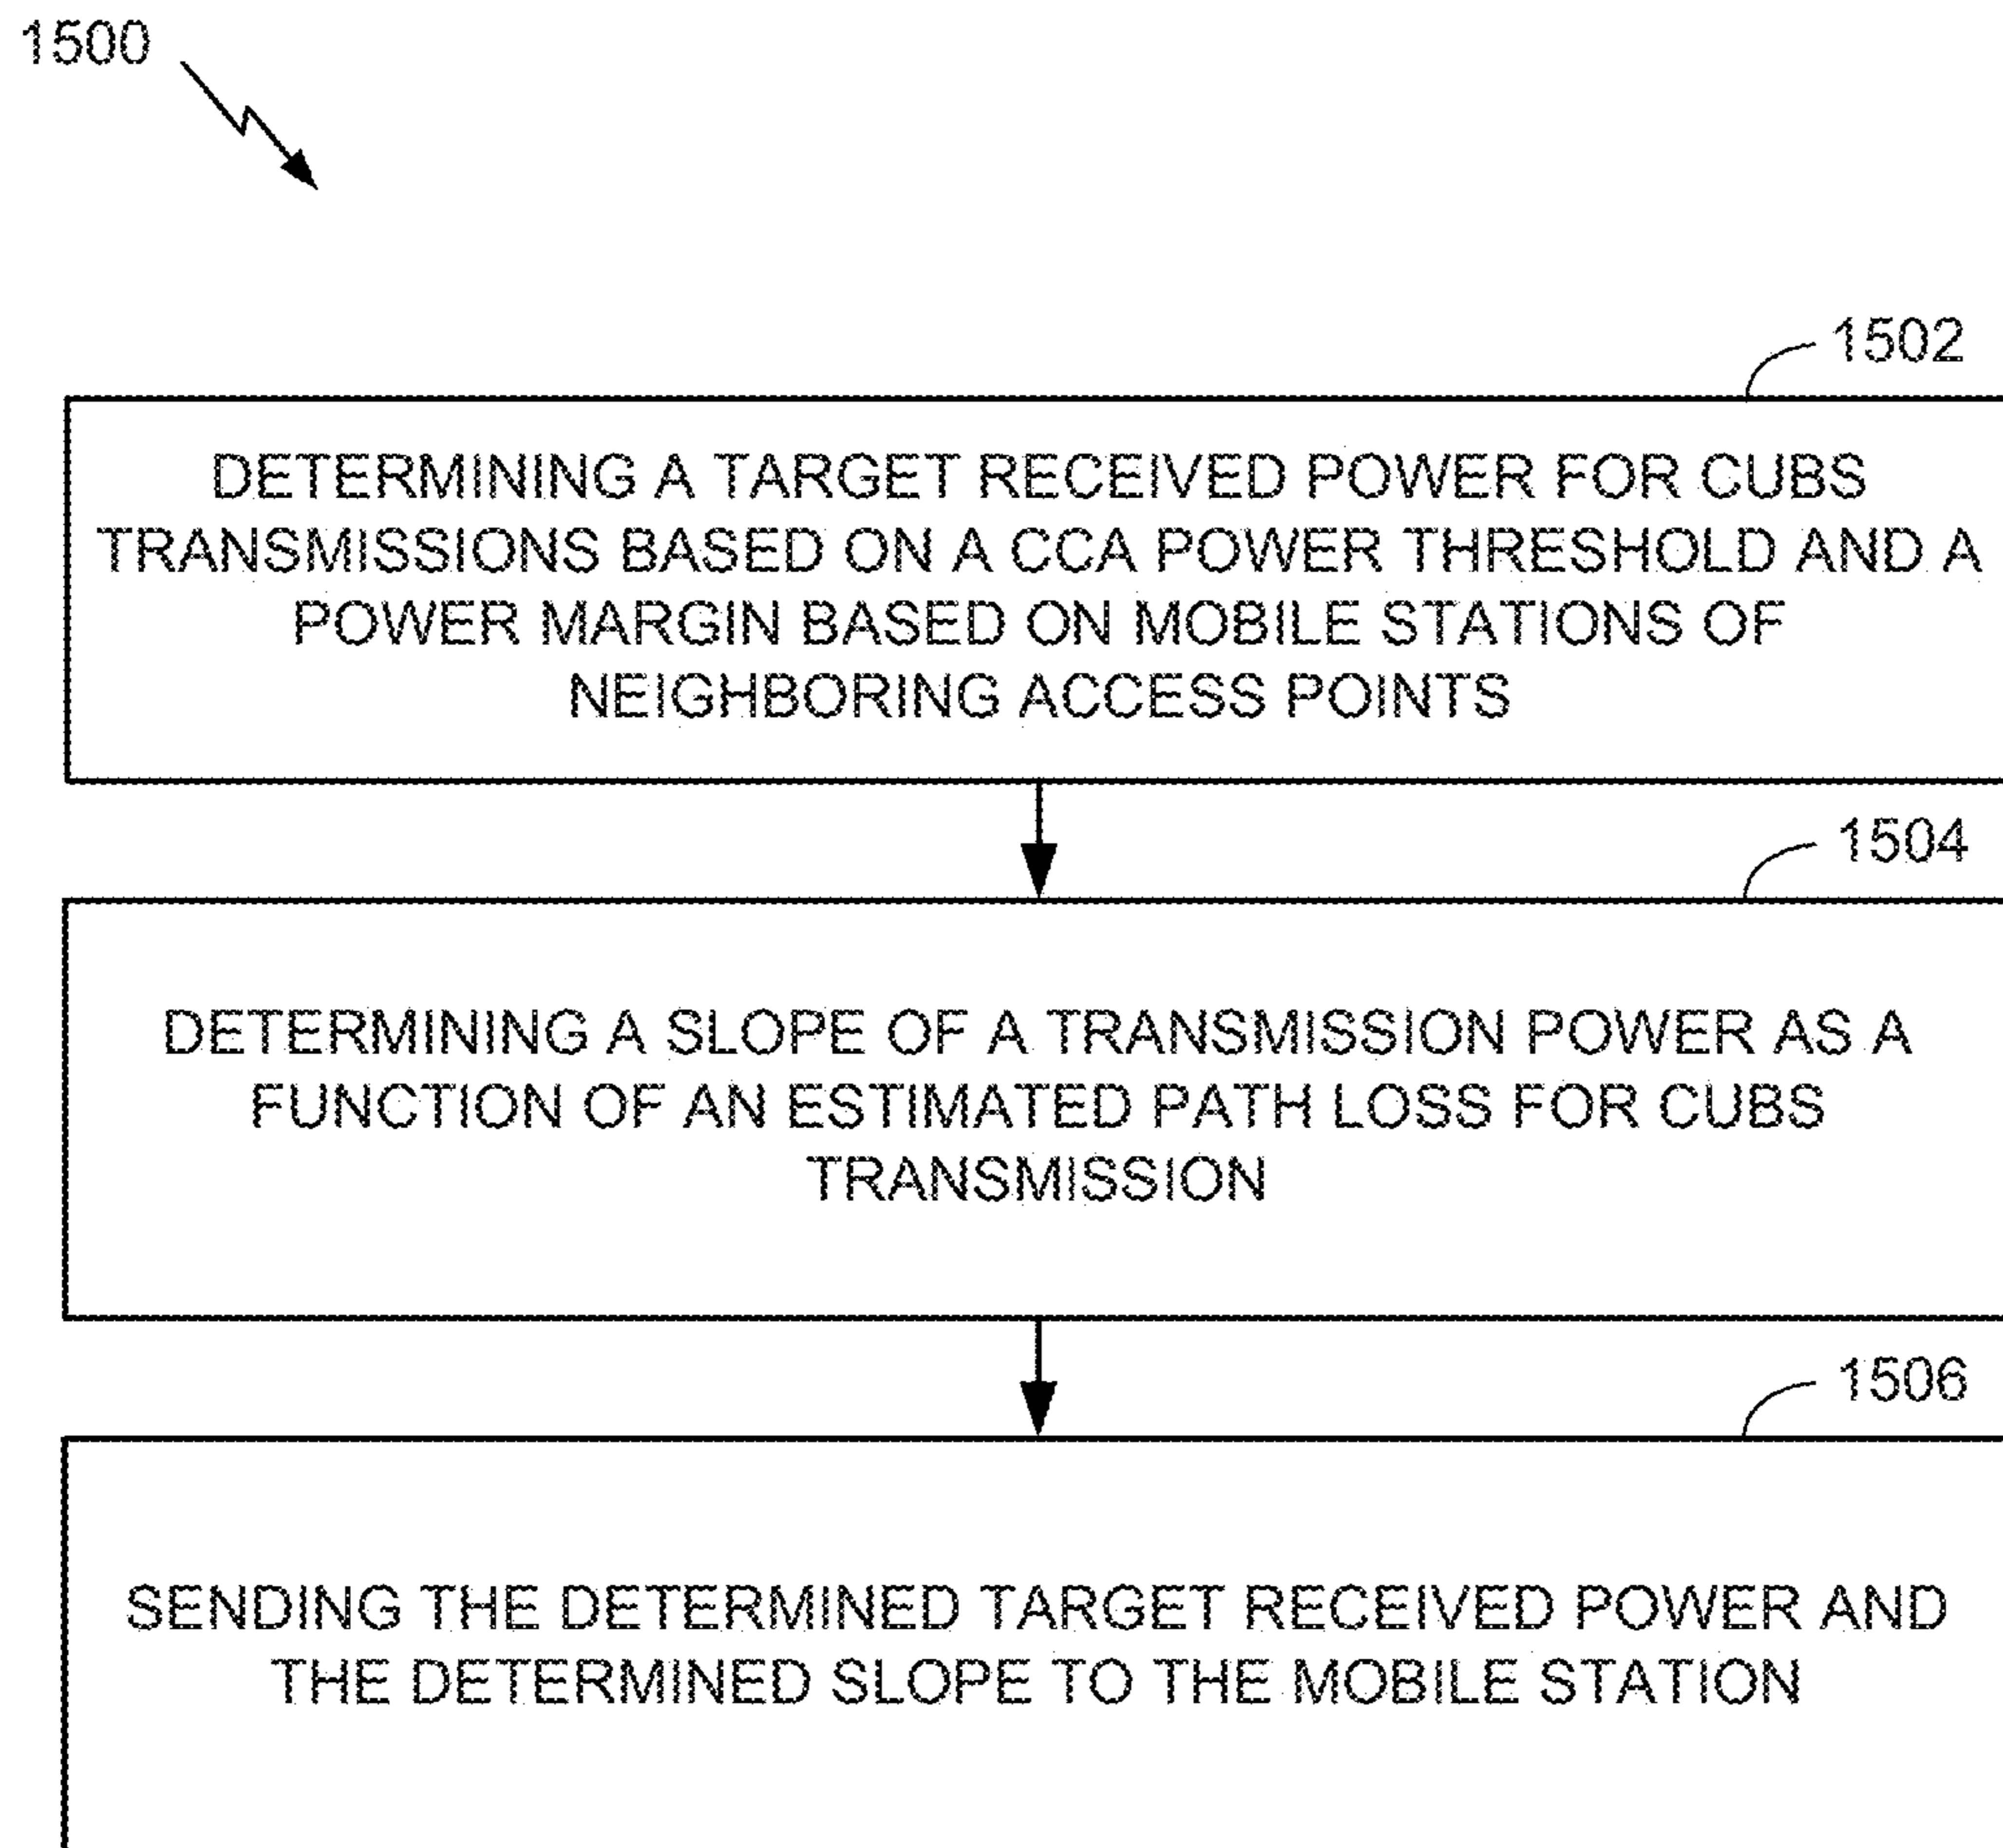 1500
1502
DETERMINING A TARGET RECEIVED POWER FOR CUBS
TRANSMISSIONS BASED ON A CCA POWER THRESHOLD AND A
POWER MARGIN BASED ON MOBILE STATIONS OF
NEIGHBORING ACCESS POINTS
1504
DETERMINING A SLOPE OF A TRANSMISSION POWER AS A
FUNCTION OF AN ESTIMATED PATH LOSS FOR CUBS
TRANSMISSION
1506
SENDING THE DETERMINED TARGET RECEIVED POWER AND
THE DETERMINED SLOPE TO THE MOBILE STATION